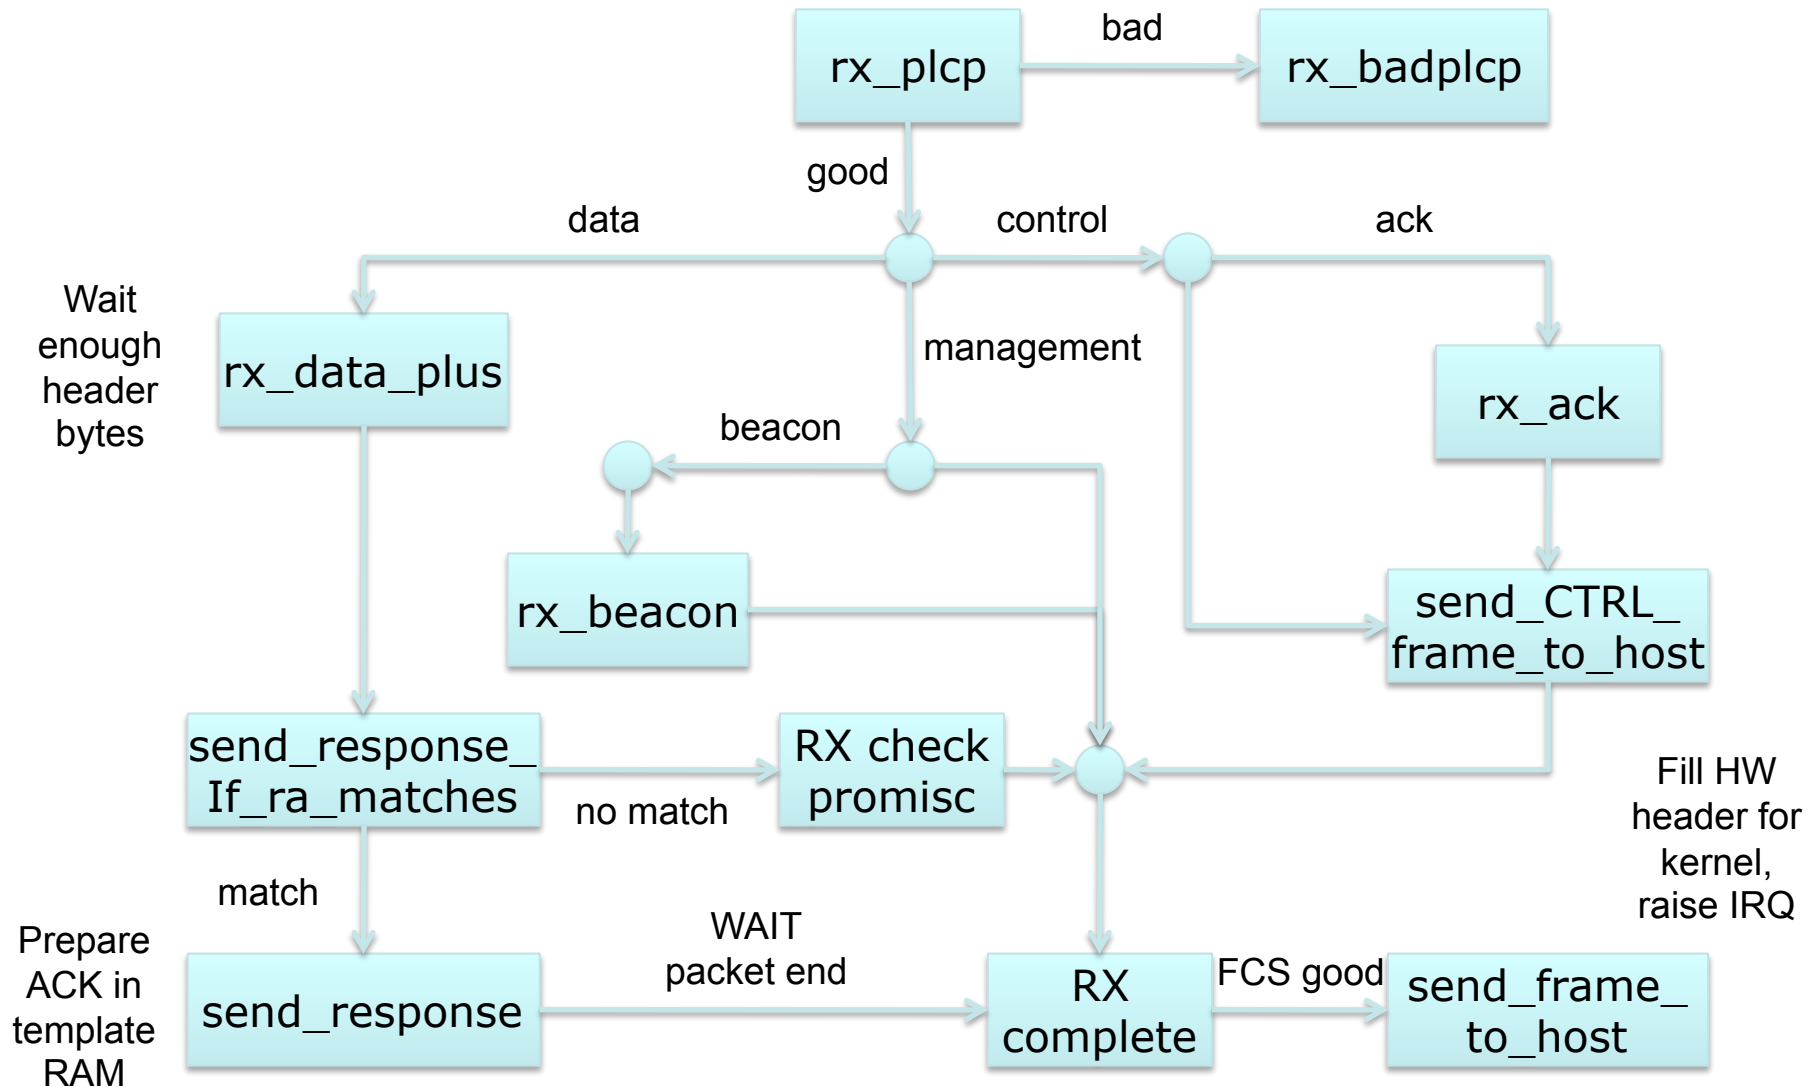 bad
rx_plcp
rx_badplcp
good
data
control
ack
Wait
enough
header
bytes
rx_data_plus
management
rx_ack
beacon
rx_beacon
send_CTRL_
frame_to_host
send_response_
If_ra_matches
no match
RX check
promisc
Fill HW
header for
kernel,
raise IRQ
match
WAIT
packet end
Prepare
ACK in
template
RAM
send_response
RX
complete
FCS good
send_frame_
to_host